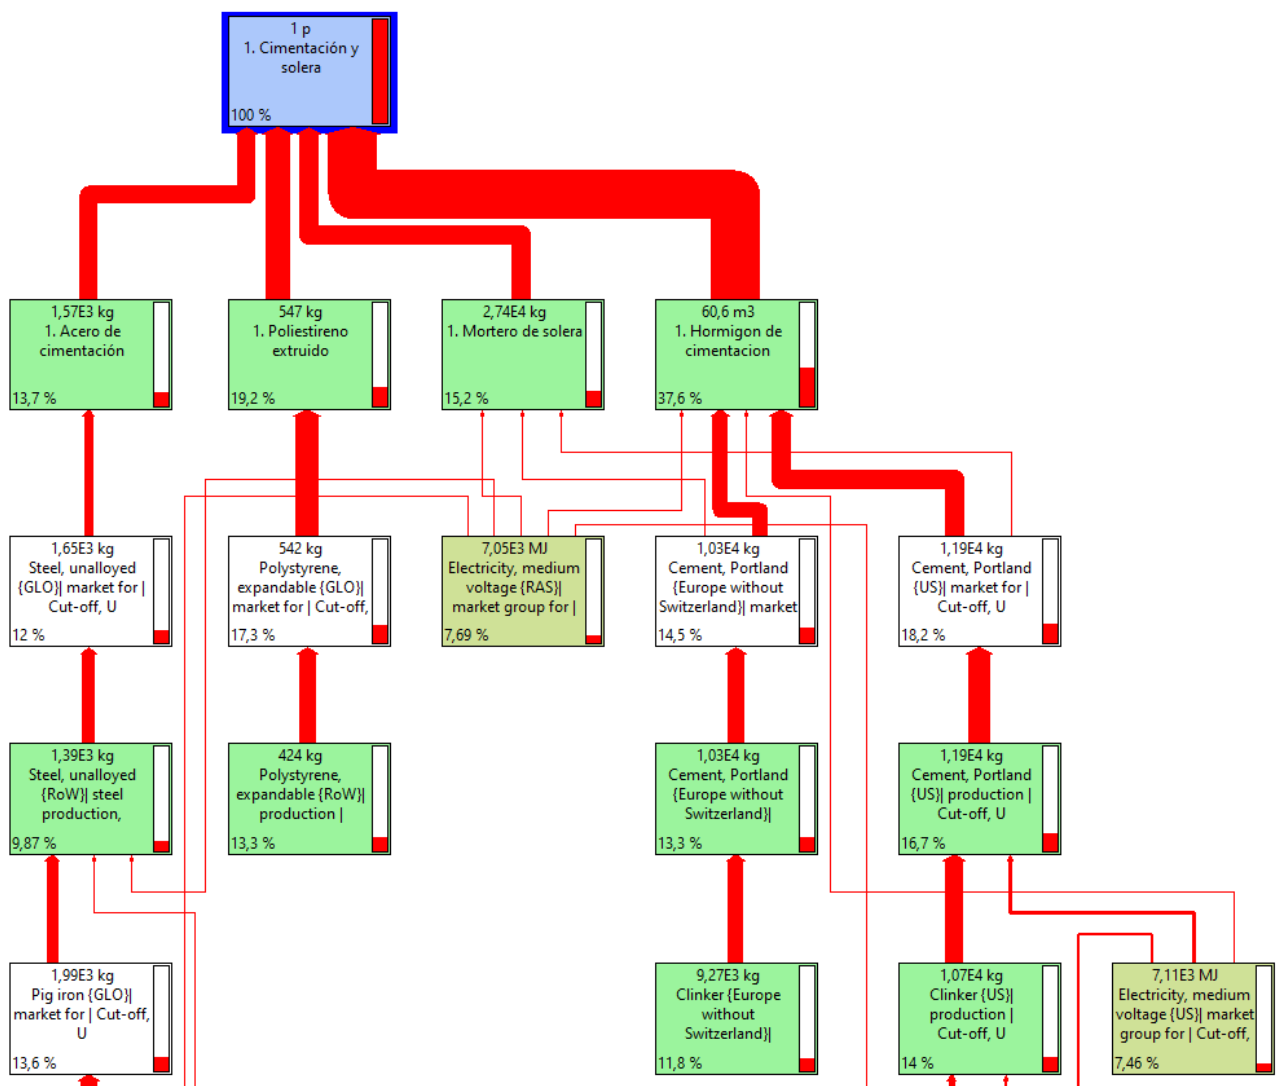 1 p
1. Cimentación y
solera
100 %
1,57E3 kg
1. Acero de
cimentación
13,7 %
547 kg
1. Poliestireno
extruido
19,2 %
2,74E4 kg
1. Mortero de solera
15,2 %
60,6 m3
1. Hormigon de
cimentacion
37,6 %
1,65E3 kg
Steel, unalloyed
{GLO}| market for |
Cut-off, U
12 %
542 kg
Polystyrene,
expandable {GLO}|
market for | Cut-off,
17,3 %
7,05E3 MJ
Electricity, medium
voltage {RAS}|
market group for |
7,69 %
1,03E4 kg
Cement, Portland
{Europe without
Switzerland}| market
14,5 %
1,19E4 kg
Cement, Portland
{US}| market for |
Cut-off, U
18,2 %
1,39E3 kg
Steel, unalloyed
{RoW}| steel
production,
9,87 %
424 kg
Polystyrene,
expandable {RoW}|
production |
13,3 %
1,03E4 kg
Cement, Portland
{Europe without
Switzerland}|
13,3 %
1,19E4 kg
Cement, Portland
{US}| production |
Cut-off, U
16,7 %
1,99E3 kg
Pig iron {GLO}|
market for | Cut-off,
U
13,6 %
9,27E3 kg
Clinker {Europe
without
Switzerland}|
11,8 %
1,07E4 kg
Clinker {US}|
production |
Cut-off, U
14 %
7,11E3 MJ
Electricity, medium
voltage {US}| market
group for | Cut-off,
7,46 %